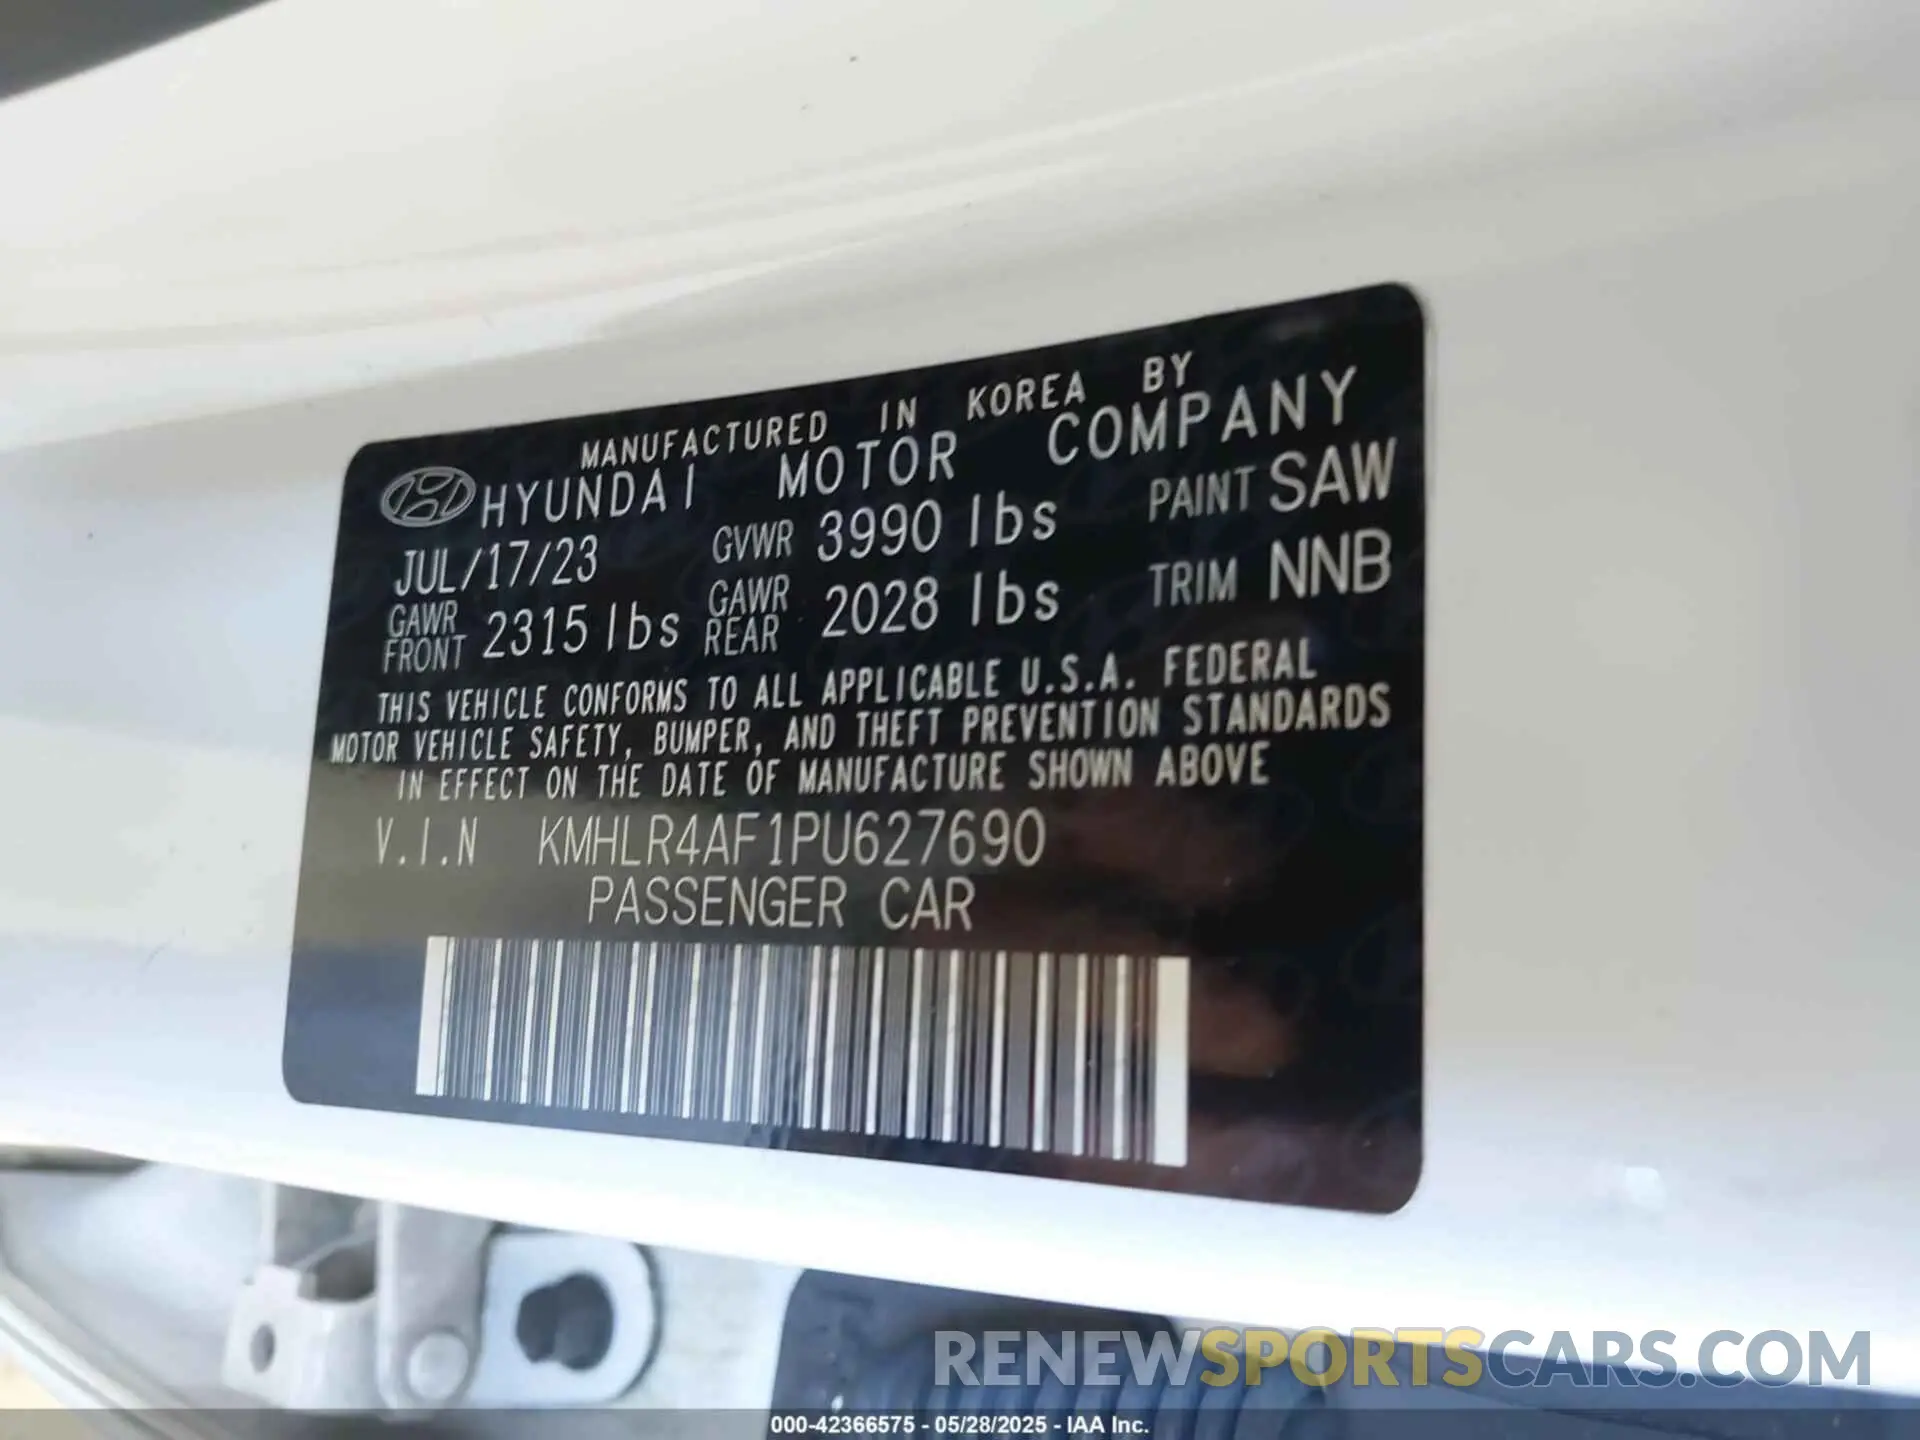 MANUFACTURED IN KOREA BY
HYUNDAI MOTOR COMPANY
JUL/17/23 GVWR 3990 lbs PAINT SAW
GAWR FRONT 2315 lbs GAWR REAR 2028 lbs TRIM NNB
THIS VEHICLE CONFORMS TO ALL APPLICABLE U.S.A. FEDERAL
MOTOR VEHICLE SAFETY, BUMPER, AND THEFT PREVENTION STANDARDS
IN EFFECT ON THE DATE OF MANUFACTURE SHOWN ABOVE
V.I.N KMHLR4AF1PU627690
PASSENGER CAR
RENEWSPORTSCARS.COM
000-42366575 - 05/28/2025 - IAA Inc.